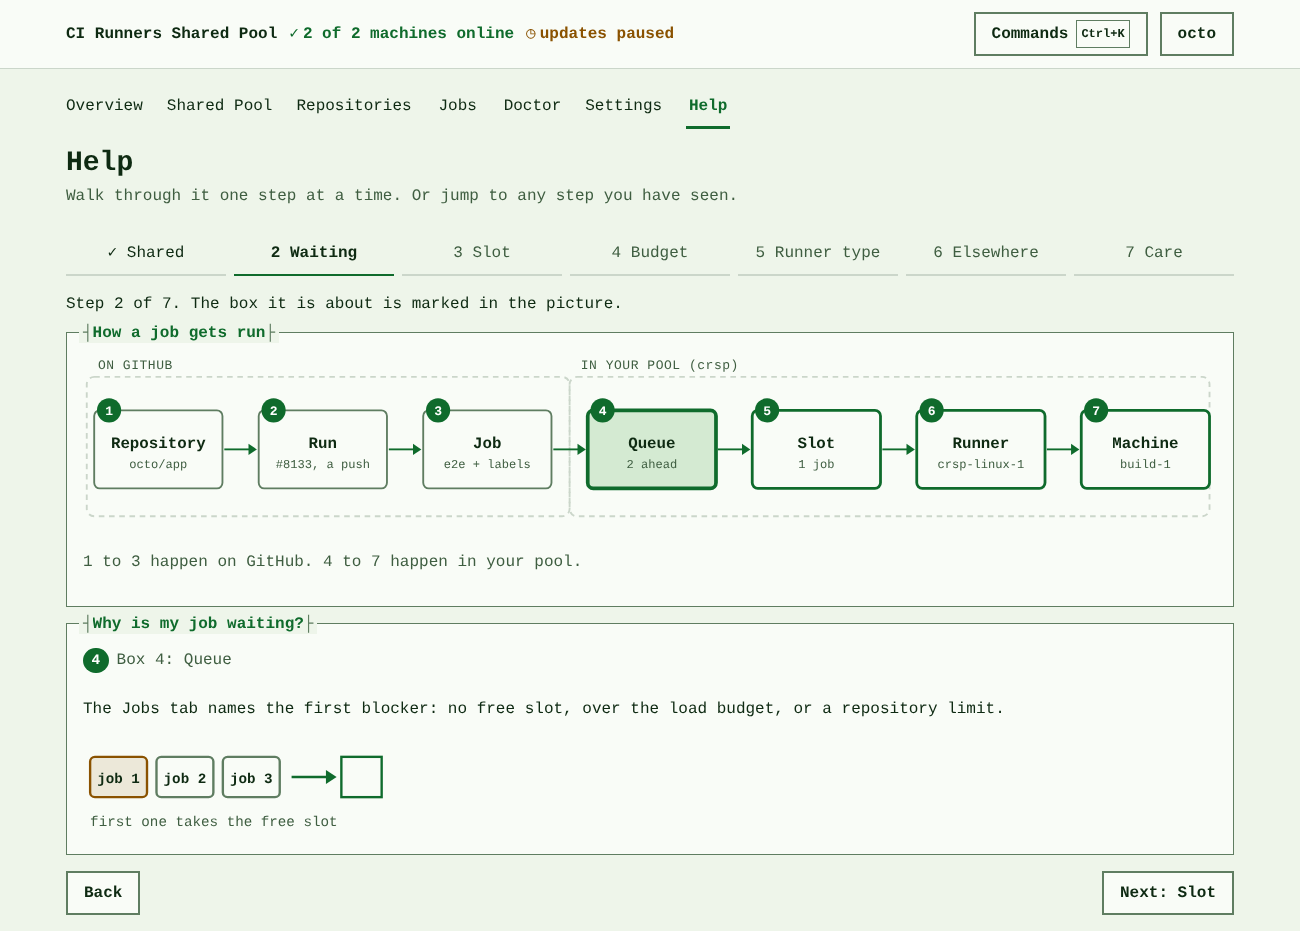 CI Runners Shared Pool ✓ 2 of 2 machines online ◷ updates paused
Commands Ctrl+K
octo
Overview Shared Pool Repositories Jobs Doctor Settings Help
Help
Walk through it one step at a time. Or jump to any step you have seen.
✓ Shared 2 Waiting 3 Slot 4 Budget 5 Runner type 6 Elsewhere 7 Care
Step 2 of 7. The box it is about is marked in the picture.
How a job gets run
ON GITHUB IN YOUR POOL (crsp)
1 2 3 4 5 6 7
Repository Run Job Queue Slot Runner Machine
octo/app #8133, a push e2e + labels 2 ahead 1 job crsp-linux-1 build-1
1 to 3 happen on GitHub. 4 to 7 happen in your pool.
Why is my job waiting?
4 Box 4: Queue
The Jobs tab names the first blocker: no free slot, over the load budget, or a repository limit.
job 1 job 2 job 3
first one takes the free slot
Back Next: Slot